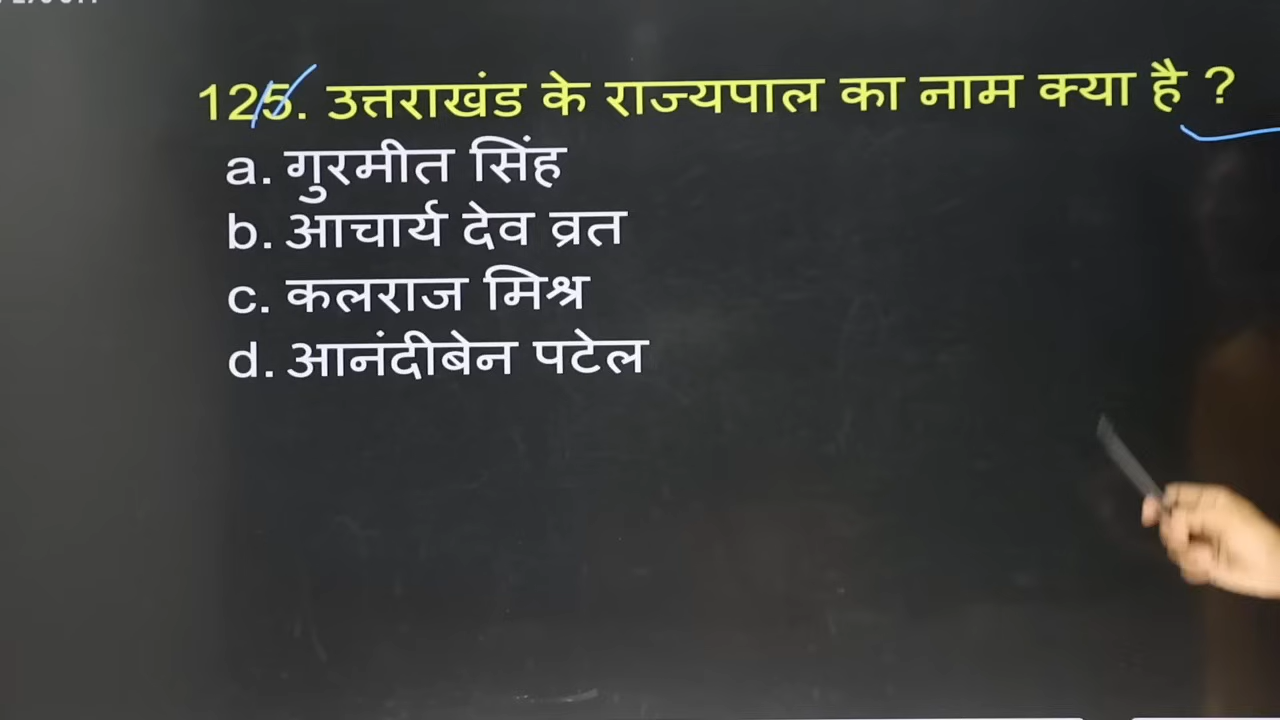 125. उत्तराखंड के राज्यपाल का नाम क्या है ?
a. गुरमीत सिंह
b. आचार्य देव व्रत
c. कलराज मिश्र
d. आनंदीबेन पटेल